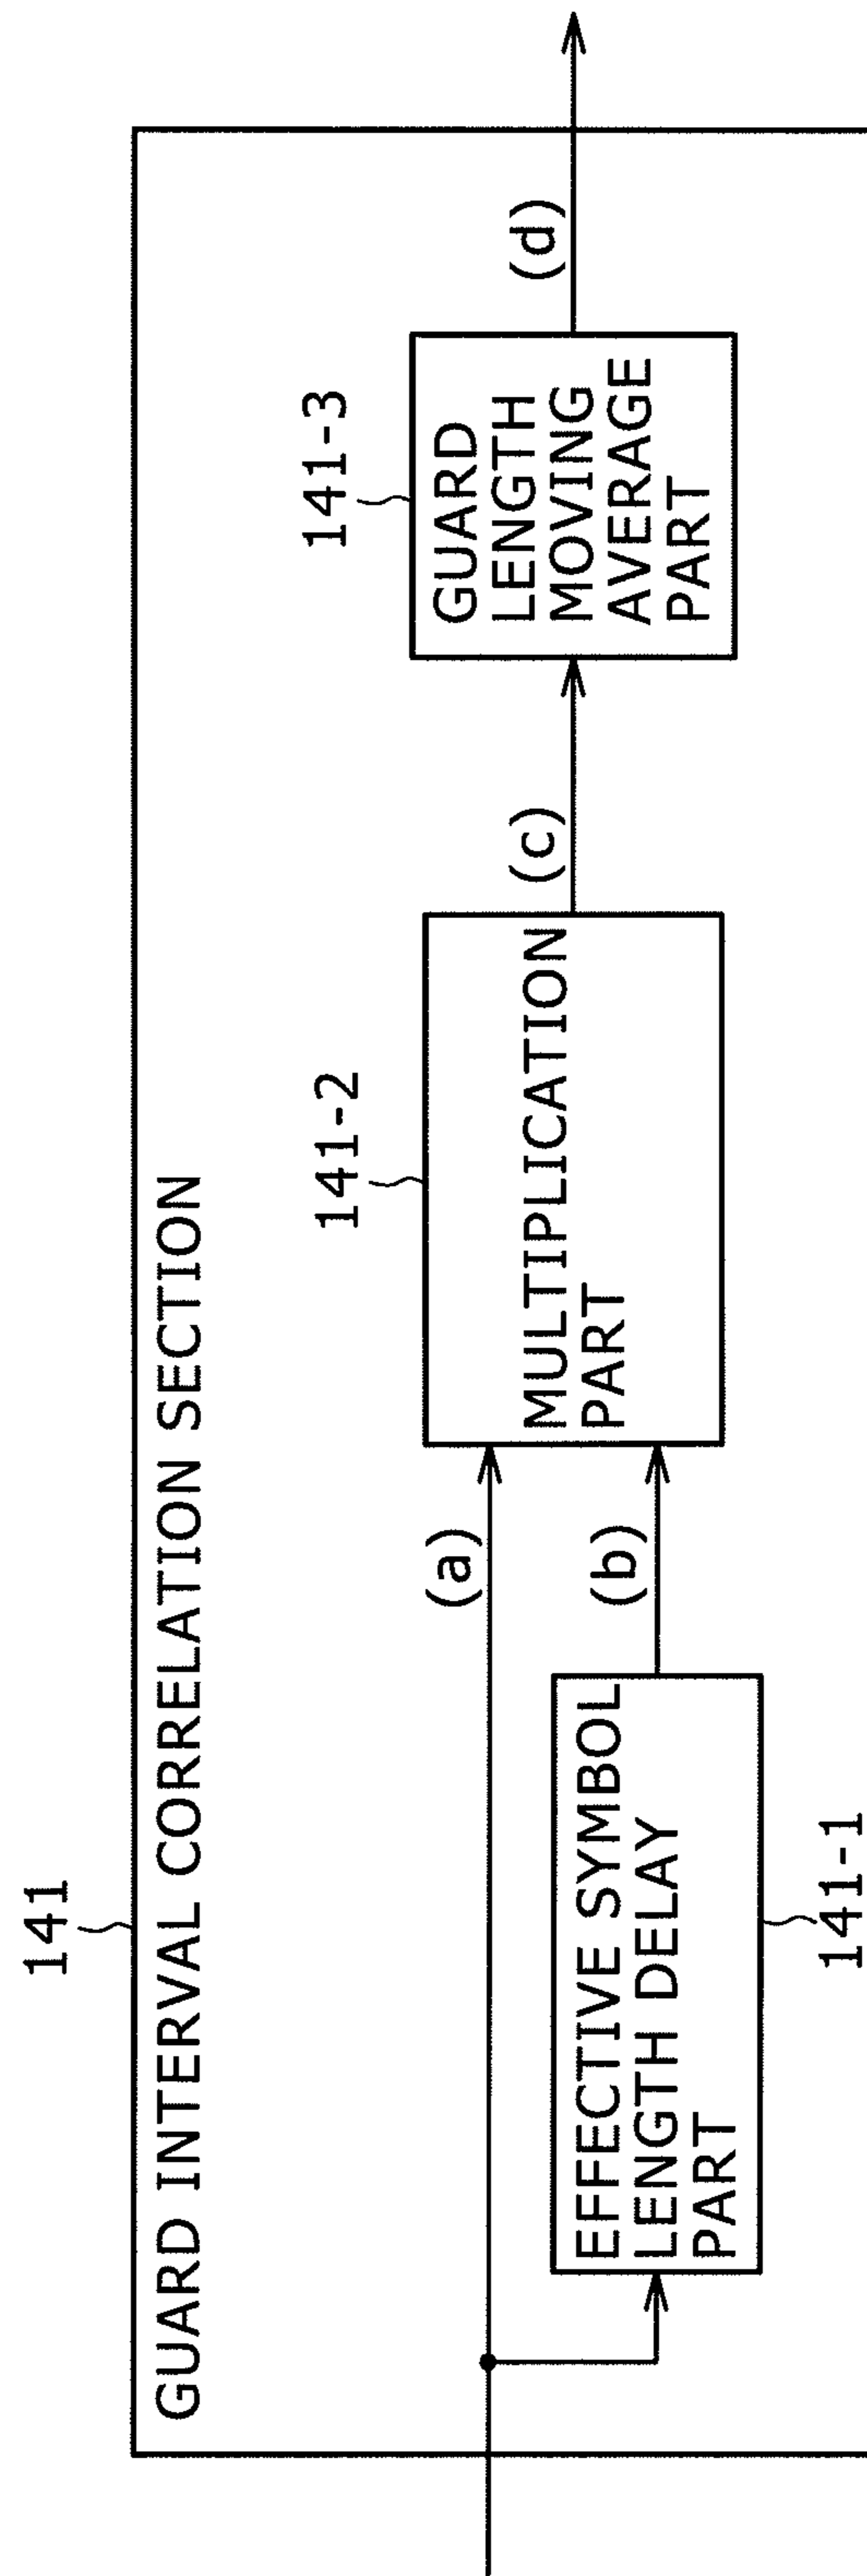 141
GUARD INTERVAL CORRELATION SECTION
(a)
EFFECTIVE SYMBOL
LENGTH DELAY
PART
141-1
(b)
141-2
MULTIPLICATION
PART
(c)
141-3
GUARD
LENGTH
MOVING
AVERAGE
PART
(d)